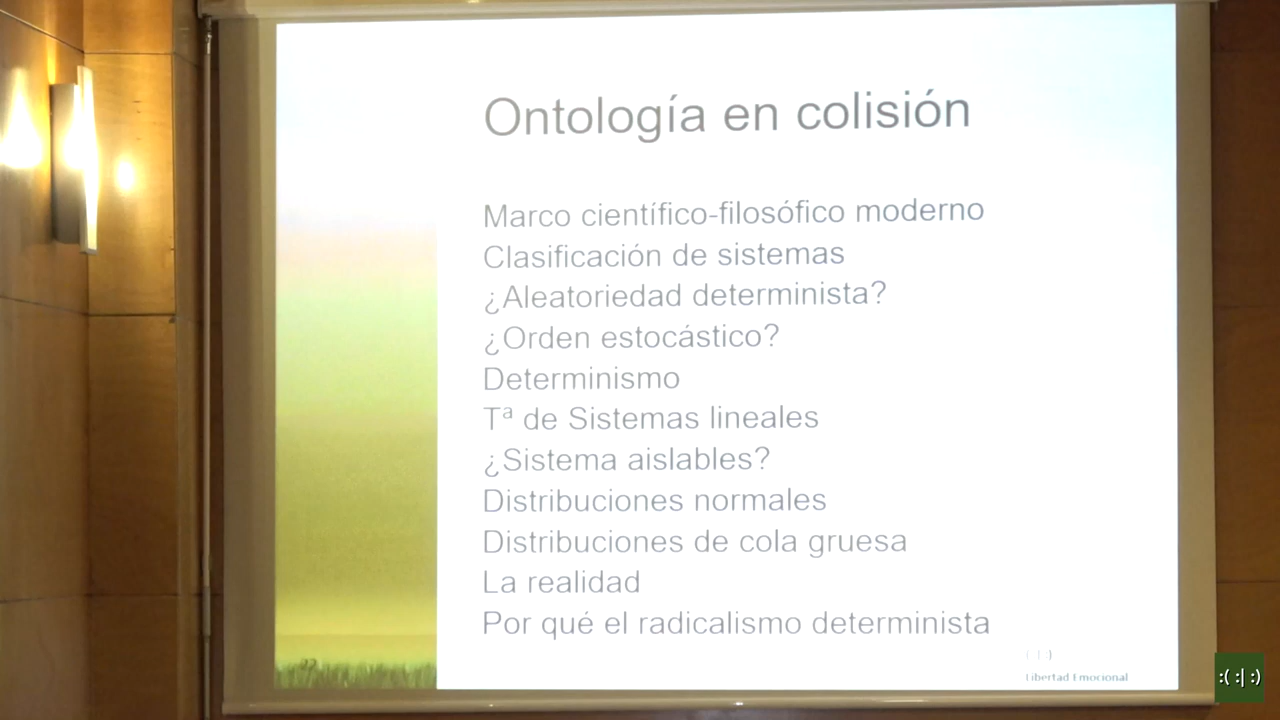 Ontología en colisión
Marco científico-filosófico moderno
Clasificación de sistemas
¿Aleatoriedad determinista?
¿Orden estocástico?
Determinismo
Tª de Sistemas lineales
¿Sistema aislables?
Distribuciones normales
Distribuciones de cola gruesa
La realidad
Por qué el radicalismo determinista
22
Libertad Emocional
:( :| :)